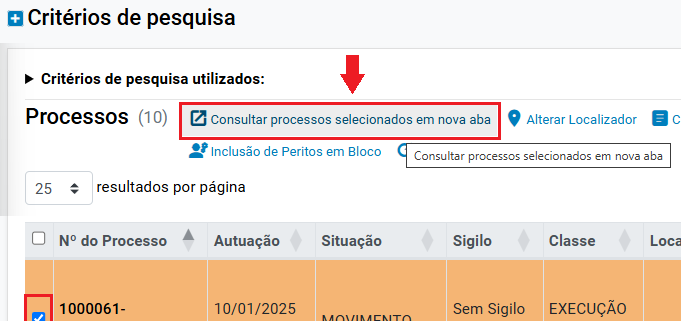 Critérios de pesquisa
Critérios de pesquisa utilizados:
Processos (10) Consultar processos selecionados em nova aba Alterar Localizador
Inclusão de Peritos em Bloco
Consultar processos selecionados em nova aba
25 resultados por página
Nº do Processo Autuação Situação Sigilo Classe
1000061- 10/01/2025 MOVIMENTO Sem Sigilo EXECUÇÃO